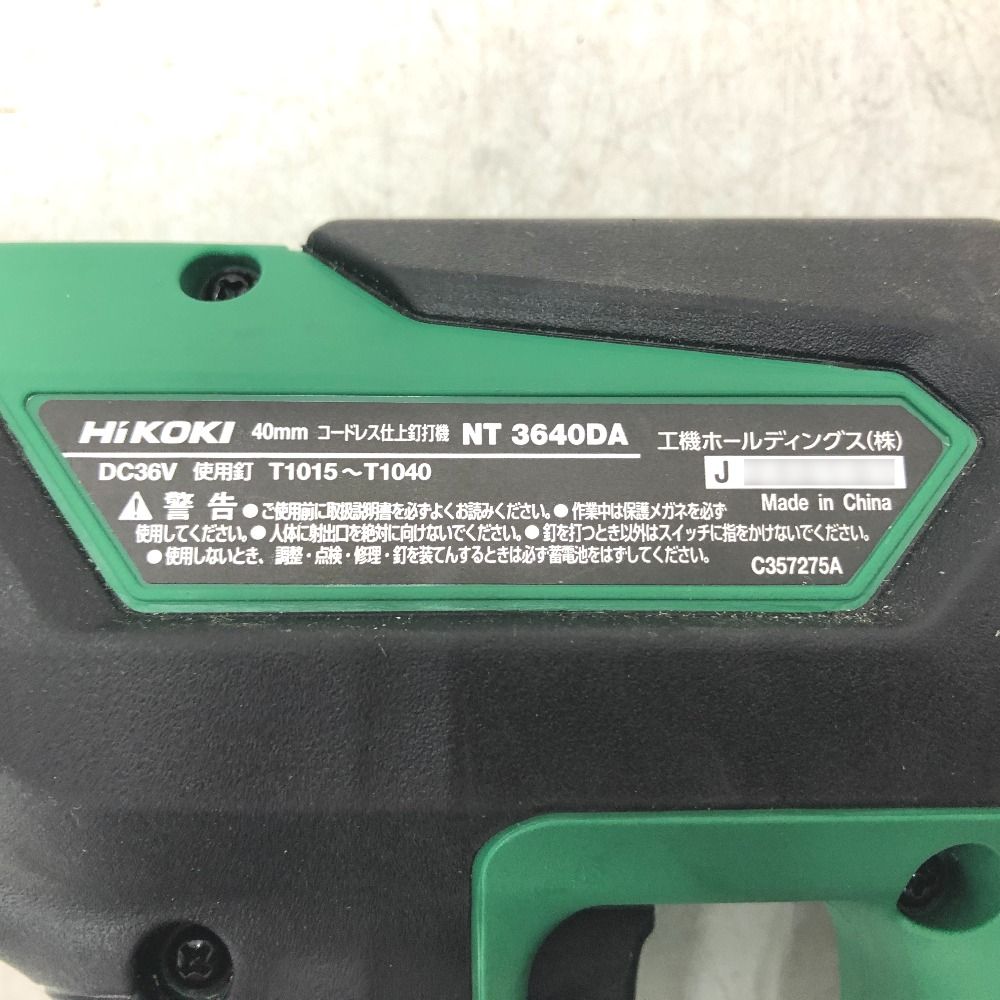 HiKOKI 40mm コードレス仕上釘打機 NT 3640DA 工機ホールディングス(株)
DC36V 使用釘 T1015～T1040 J
警告 ●ご使用前に取扱説明書を必ずよくお読みください。●作業中は保護メガネを必ず Made in China
使用してください。●人体に射出口を絶対に向けないでください。●釘を打つとき以外はスイッチに指をかけないでください。
●使用しないとき、調整・点検・修理・釘を装てんするときは必ず蓄電池をはずしてください。 C357275A